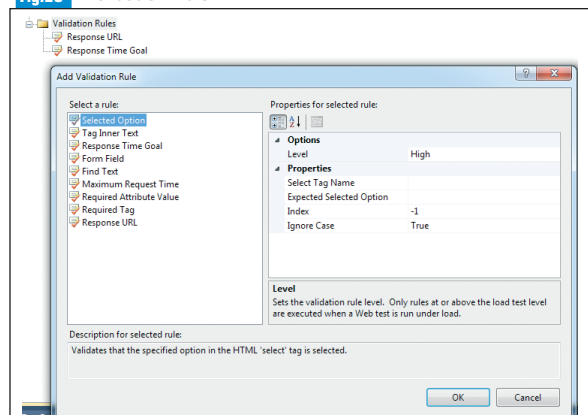 Validation Rules
Response URL
Response Time Goal
Add Validation Rule
Select a rule:
Selected Option
Tag Inner Text
Response Time Goal
Form Field
Find Text
Maximum Request Time
Required Attribute Value
Required Tag
Response URL
Properties for selected rule:
Options
Level High
Properties
Select Tag Name
Expected Selected Option
Index -1
Ignore Case True
Level
Sets the validation rule level. Only rules at or above the load test level
are executed when a Web test is run under load.
Description for selected rule:
Validates that the specified option in the HTML 'select' tag is selected.
OK Cancel